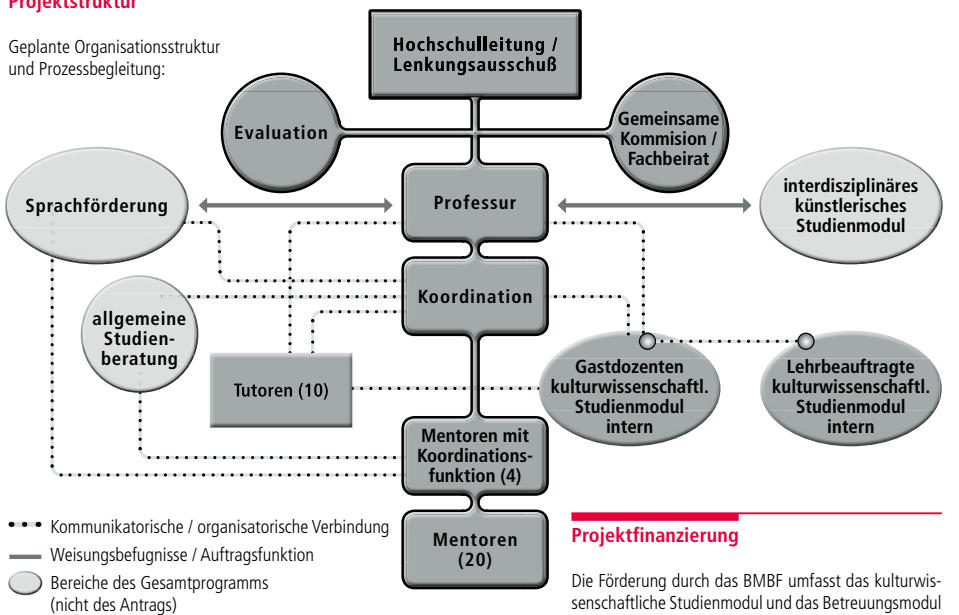 Projektstruktur
Geplante Organisationsstruktur
und Prozessbegleitung:
Hochschulleitung /
Lenkungsausschuß
Evaluation
Gemeinsame
Kommision /
Fachbeirat
Sprachförderung
Professur
interdisziplinäres
künstlerisches
Studienmodul
Koordination
allgemeine
Studien-
beratung
Tutoren (10)
Gastdozenten
kulturwissenschaftl.
Studienmodul
intern
Lehrbeauftragte
kulturwissenschaftl.
Studienmodul
intern
Mentoren mit
Koordinations-
funktion (4)
Mentoren
(20)
Kommunikatorische / organisatorische Verbindung
Weisungsbefugnisse / Auftragsfunktion
Bereiche des Gesamtprogramms
(nicht des Antrags)
Projektfinanzierung
Die Förderung durch das BMBF umfasst das kulturwis-
senschaftliche Studienmodul und das Betreuungsmodul